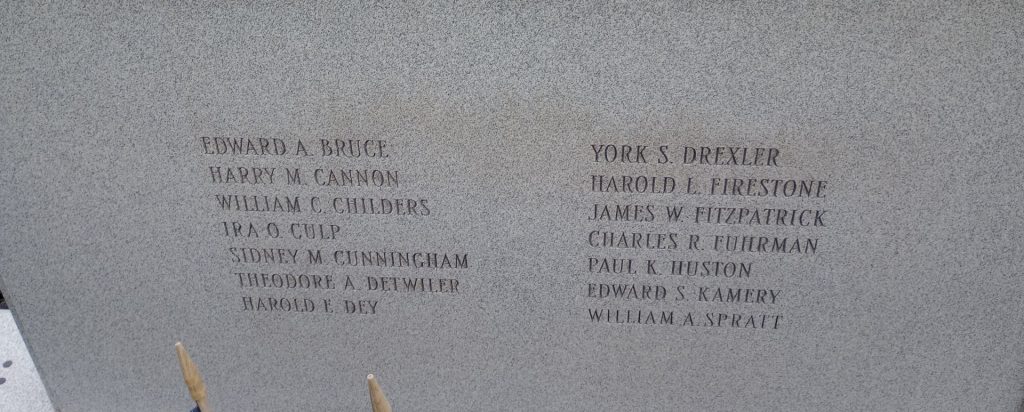 EDWARD A. BRUCE
HARRY M. CANNON
WILLIAM C. CHILDERS
IRA O. CULP
SIDNEY M. CUNNINGHAM
THEODORE A. DETWILER
HAROLD E. DEY
YORK S. DREXLER
HAROLD L. FIRESTONE
JAMES W. FITZPATRICK
CHARLES R. FUHRMAN
PAUL K. HUSTON
EDWARD S. KAMERY
WILLIAM A. SPRATT